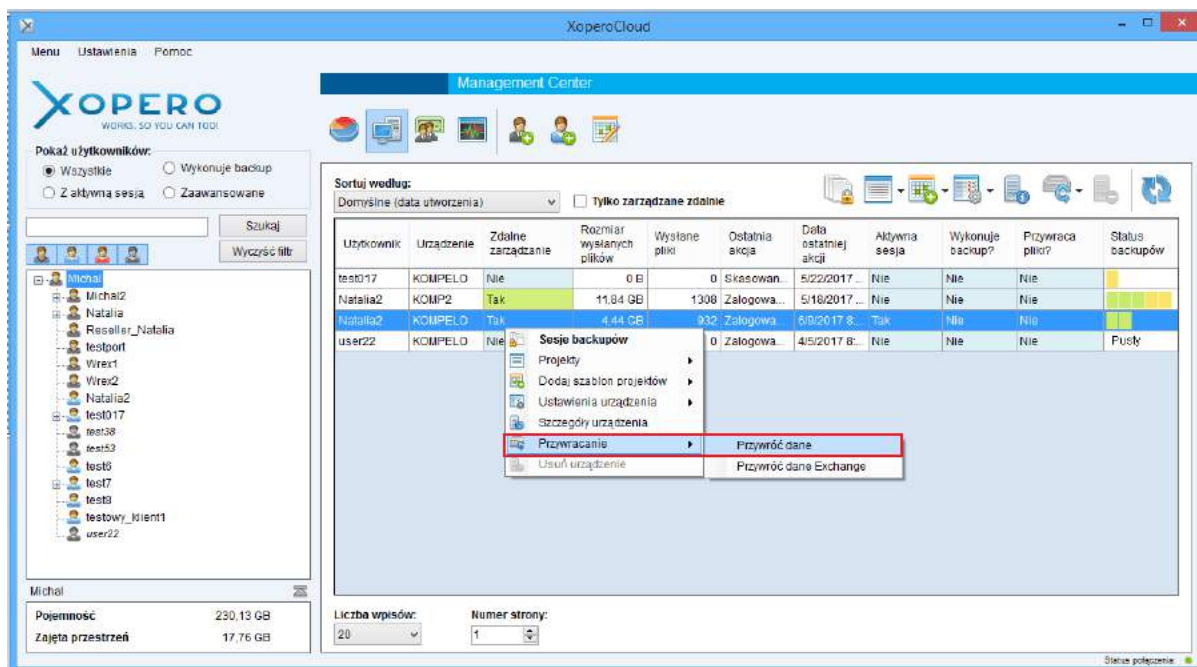 XoperoCloud
Menu Ustawienia Pomoc
XOPERO
WORKS, SO YOU CAN TOO!
Management Center
Pokaż użytkowników:
Wszystkie Wykonuje backup
Z aktywną sesją Zaawansowane
Szukaj
Wyczyść filtr
Michal
Michal2
Natalia
Reseller_Natalia
testport
Wrex1
Wrex2
Natalia2
test017
test38
test53
test6
test7
test8
testowy_klient1
user22
Michal
Pojemność 230,13 GB
Zajęta przestrzeń 17,76 GB
Sortuj według:
Domyślne (data utworzenia) Tylko zarządzane zdalnie
Użytkownik Urządzenie Zdalne zarządzanie Rozmiar wysłanych plików Wysłane pliki Ostatnia akcja Data ostatniej akcji Aktywna sesja Wykonuje backup? Przywraca pliki? Status backupów
test017 KOMPELO Nie 0 B 0 Skasowan... 5/22/2017 ... Nie Nie Nie
Natalia2 KOMP2 Tak 11,84 GB 1308 Zalogowa... 5/18/2017 ... Nie Nie Nie
Natalia2 KOMPELO Tak 4,44 GB 932 Zalogowa... 6/9/2017 8:... Tak Nie Nie
user22 KOMPELO Nie 0 Zalogowa... 4/5/2017 8:... Nie Nie Nie Pusty
Sesje backupów
Projekty
Dodaj szablon projektów
Ustawienia urządzenia
Szczegóły urządzenia
Przywracanie
Usuń urządzenie
Przywróć dane
Przywróć dane Exchange
Liczba wpisów: Numer strony:
20 1
Status połączenia: